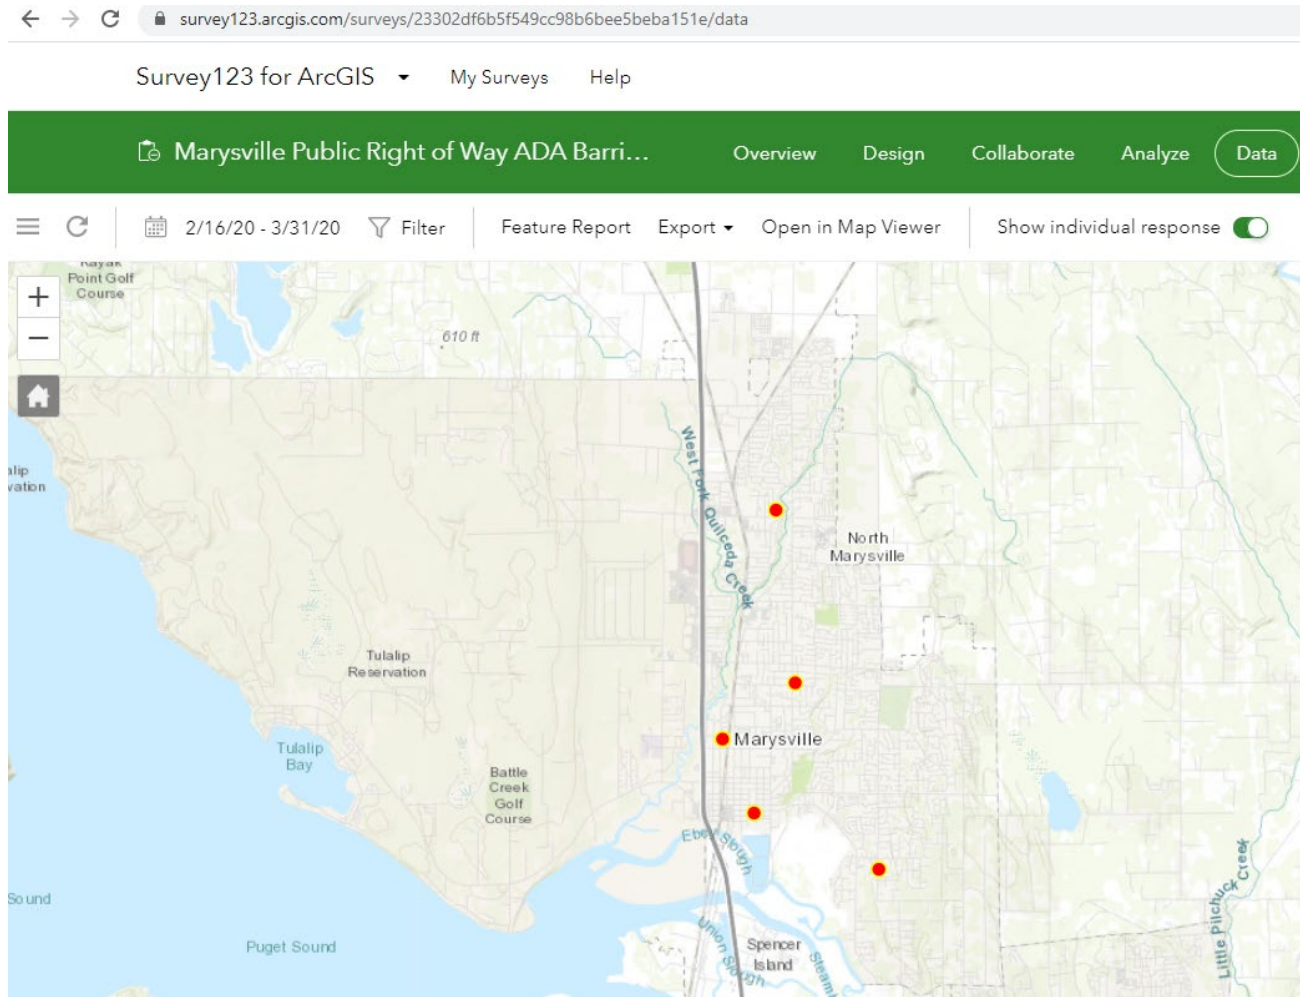 survey123.arcgis.com/surveys/23302df6b5f549cc98b6bee5beba151e/data
Survey123 for ArcGIS My Surveys Help
Marysville Public Right of Way ADA Barri... Overview Design Collaborate Analyze Data
2/16/20 - 3/31/20 Filter Feature Report Export Open in Map Viewer Show individual response
Kayak
Point Golf
Course
+
−
610 ft
West Fork Quilceda Creek
North
Marysville
Tulalip
Reservation
Marysville
Tulalip
Bay
Battle
Creek
Golf
Course
Ebey Slough
Sound
Puget Sound
Union Slough
Spencer
Island
Little Pilchuck Creek